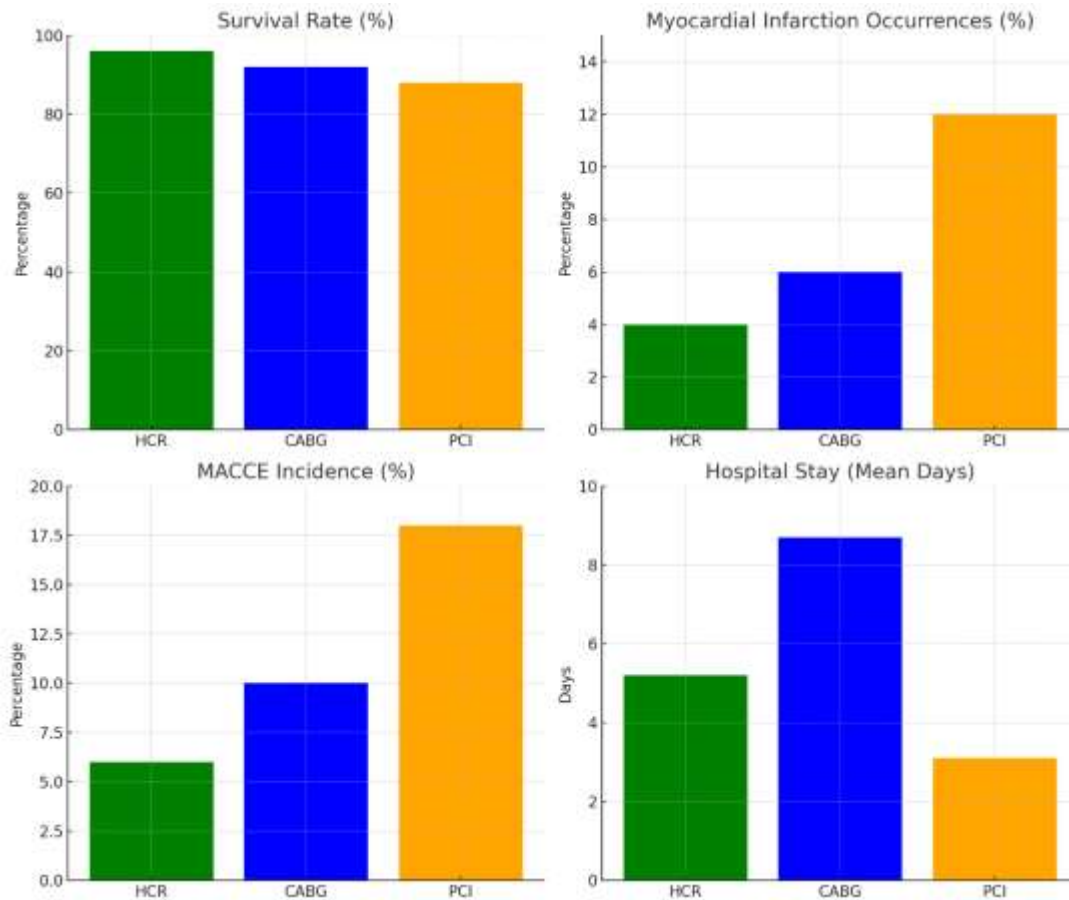 Survival Rate (%)
Percentage
100
80
60
40
20
0
HCR CABG PCI
Myocardial Infarction Occurrences (%)
Percentage
14
12
10
8
6
4
2
0
HCR CABG PCI
MACCE Incidence (%)
Percentage
20.0
17.5
15.0
12.5
10.0
7.5
5.0
2.5
0.0
HCR CABG PCI
Hospital Stay (Mean Days)
Days
10
8
6
4
2
0
HCR CABG PCI